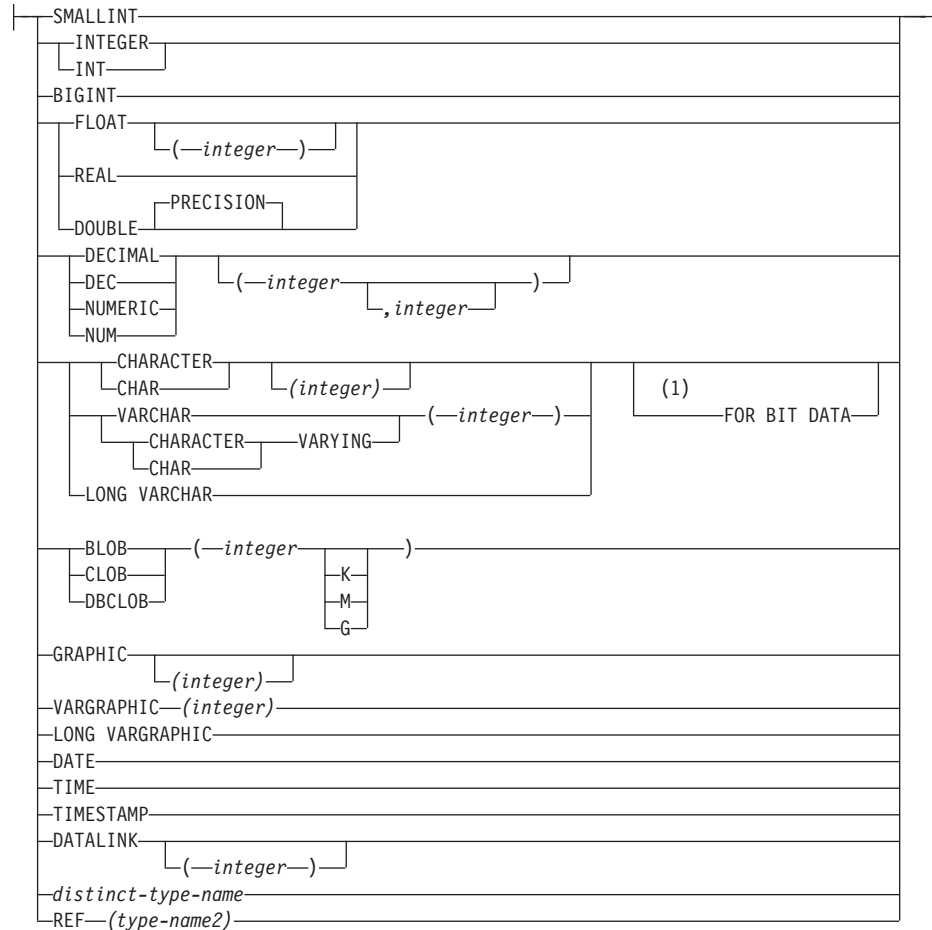 SMALLINT
INTEGER
INT
BIGINT
FLOAT
( integer )
REAL
PRECISION
DOUBLE
DECIMAL
DEC ( integer )
NUMERIC ,integer
NUM
CHARACTER
CHAR (integer) (1)
VARCHAR ( integer ) FOR BIT DATA
CHARACTER VARYING
CHAR
LONG VARCHAR
BLOB ( integer )
CLOB K
DBCLOB M
G
GRAPHIC
(integer)
VARGRAPHIC (integer)
LONG VARGRAPHIC
DATE
TIME
TIMESTAMP
DATALINK
( integer )
distinct-type-name
REF (type-name2)